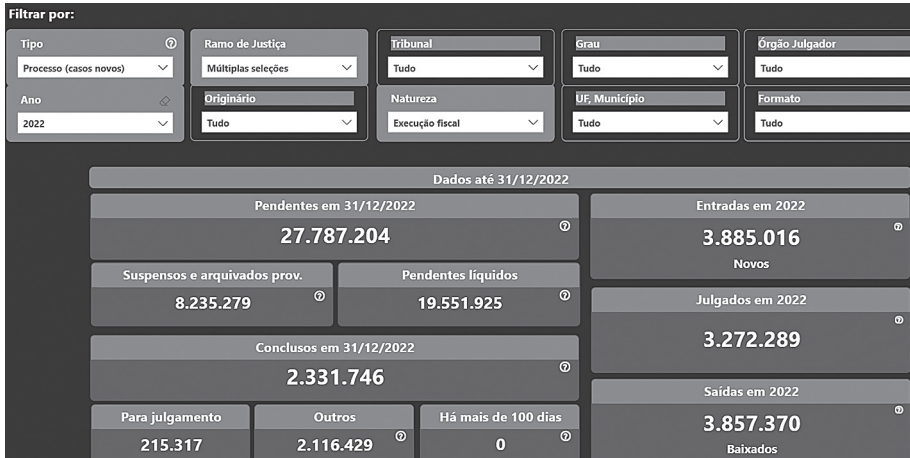 Filtrar por:
Tipo
Processo (casos novos)
Ramo de Justiça
Múltiplas seleções
Tribunal
Tudo
Grau
Tudo
Órgão Julgador
Tudo
Ano
2022
Originário
Tudo
Natureza
Execução fiscal
UF, Município
Tudo
Formato
Tudo
Dados até 31/12/2022
Pendentes em 31/12/2022
27.787.204
Suspensos e arquivados prov.
8.235.279
Pendentes líquidos
19.551.925
Conclusos em 31/12/2022
2.331.746
Para julgamento
215.317
Outros
2.116.429
Há mais de 100 dias
0
Entradas em 2022
3.885.016
Novos
Julgados em 2022
3.272.289
Saídas em 2022
3.857.370
Baixados